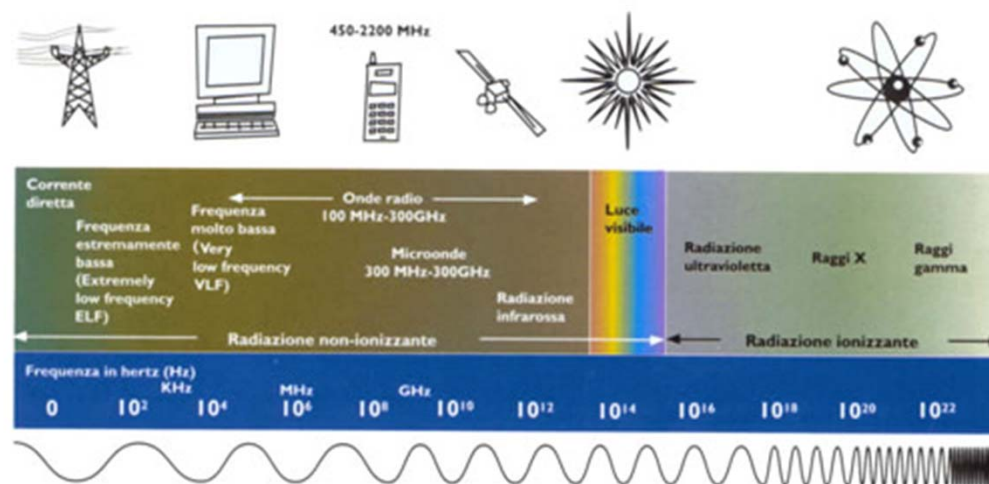 450-2200 MHz
Corrente
diretta
Frequenza
estremamente
bassa
(Extremely
low frequency
ELF)
Frequenza
molto bassa
(Very
low frequency
VLF)
Onde radio
100 MHz-300GHz
Microonde
300 MHz-300GHz
Radiazione
infrarossa
Luce
visibile
Radiazione
ultravioletta
Raggi X
Raggi
gamma
Radiazione non-ionizzante
Radiazione ionizzante
Frequenza in hertz (Hz)
KHz MHz GHz
0 10² 10⁴ 10⁶ 10⁸ 10¹⁰ 10¹² 10¹⁴ 10¹⁶ 10¹⁸ 10²⁰ 10²²